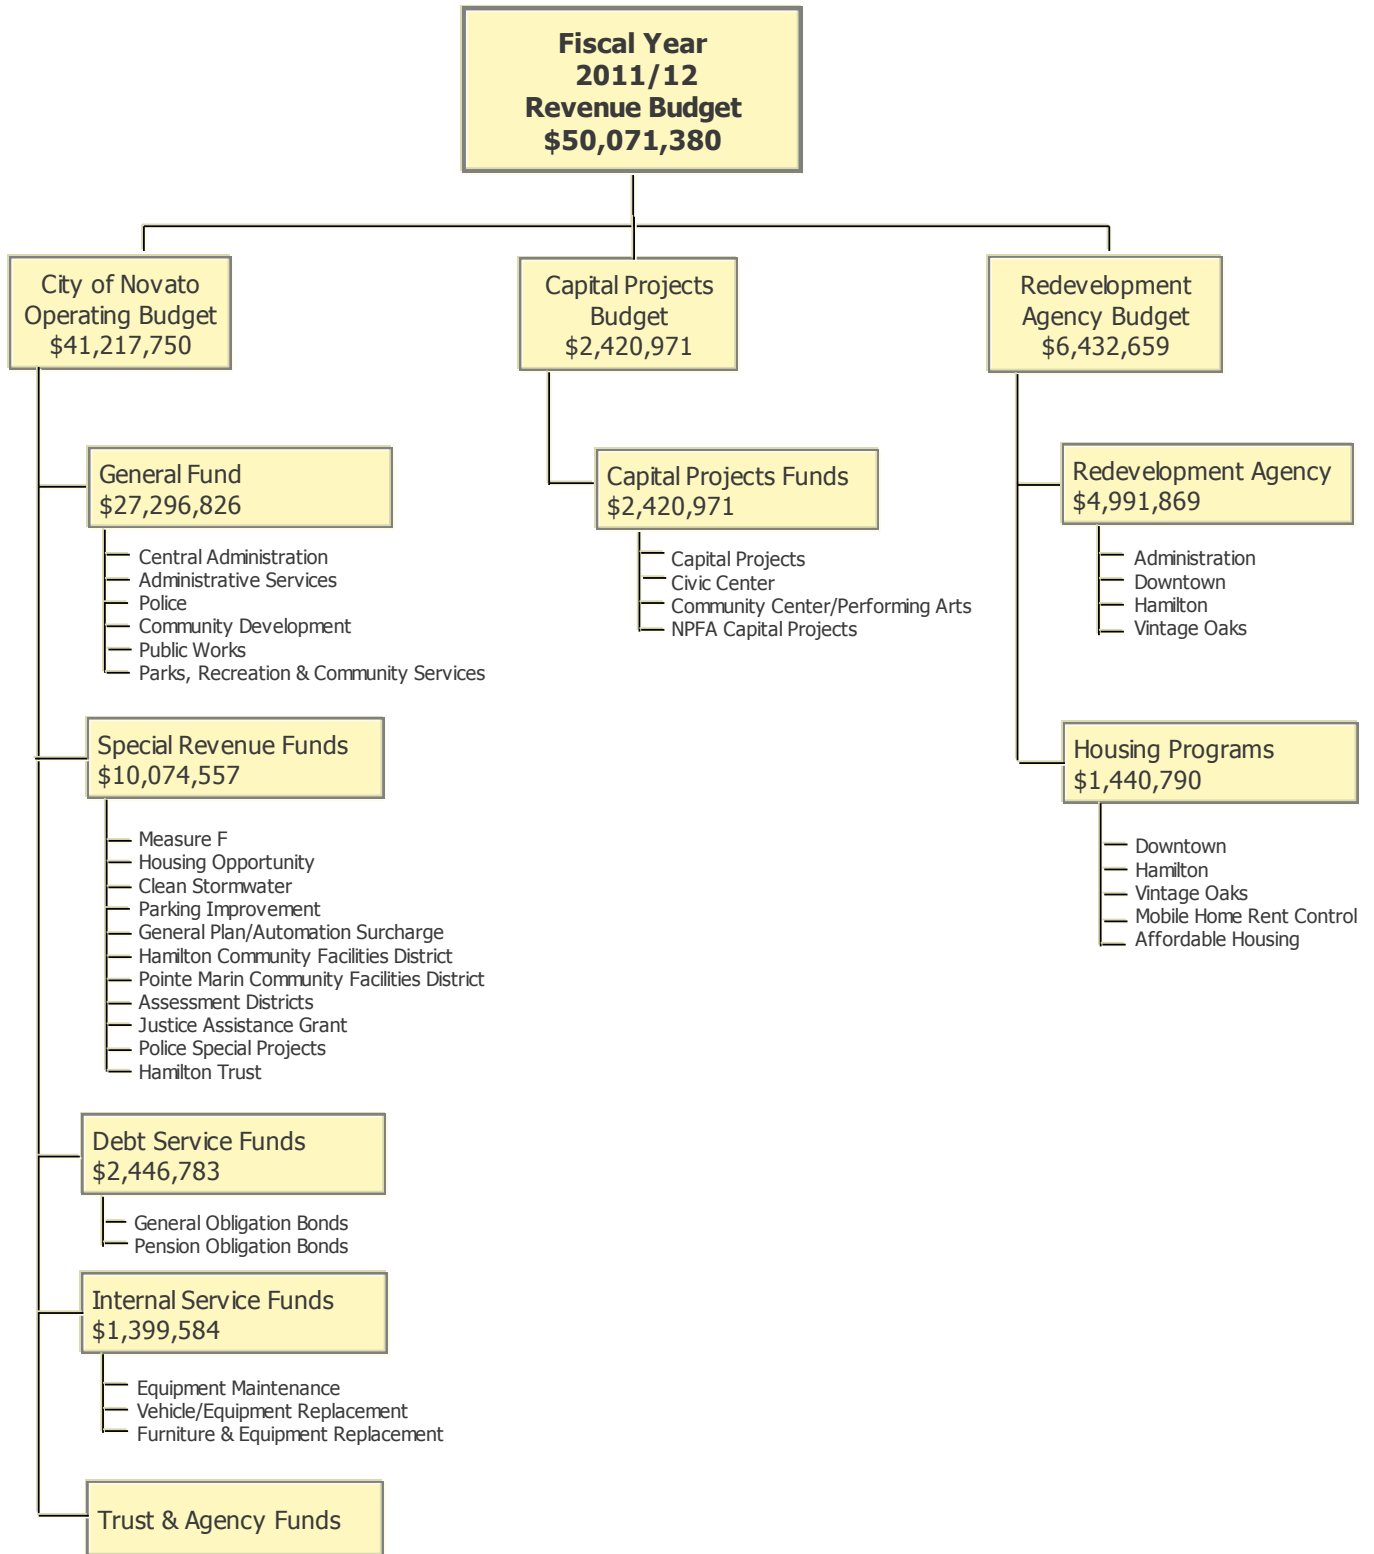 Fiscal Year
2011/12
Revenue Budget
$50,071,380
City of Novato
Operating Budget
$41,217,750
General Fund
$27,296,826
Central Administration
Administrative Services
Police
Community Development
Public Works
Parks, Recreation & Community Services
Special Revenue Funds
$10,074,557
Measure F
Housing Opportunity
Clean Stormwater
Parking Improvement
General Plan/Automation Surcharge
Hamilton Community Facilities District
Pointe Marin Community Facilities District
Assessment Districts
Justice Assistance Grant
Police Special Projects
Hamilton Trust
Debt Service Funds
$2,446,783
General Obligation Bonds
Pension Obligation Bonds
Internal Service Funds
$1,399,584
Equipment Maintenance
Vehicle/Equipment Replacement
Furniture & Equipment Replacement
Trust & Agency Funds
Capital Projects
Budget
$2,420,971
Capital Projects Funds
$2,420,971
Capital Projects
Civic Center
Community Center/Performing Arts
NPFA Capital Projects
Redevelopment
Agency Budget
$6,432,659
Redevelopment Agency
$4,991,869
Administration
Downtown
Hamilton
Vintage Oaks
Housing Programs
$1,440,790
Downtown
Hamilton
Vintage Oaks
Mobile Home Rent Control
Affordable Housing